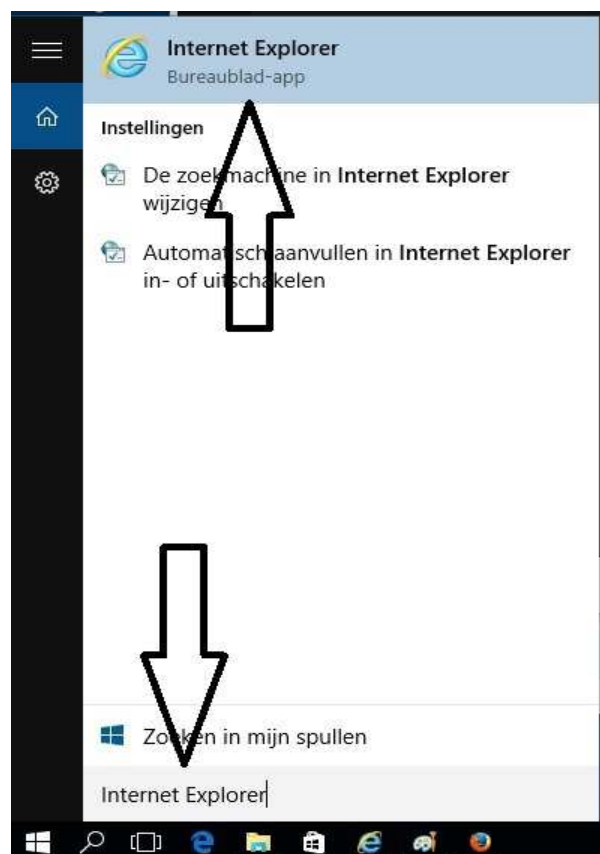 Internet Explorer
Bureaublad-app
Instellingen
De zoekmachine in Internet Explorer
wijzigen
Automatisch aanvullen in Internet Explorer
in- of uitschakelen
Zoeken in mijn spullen
Internet Explorer